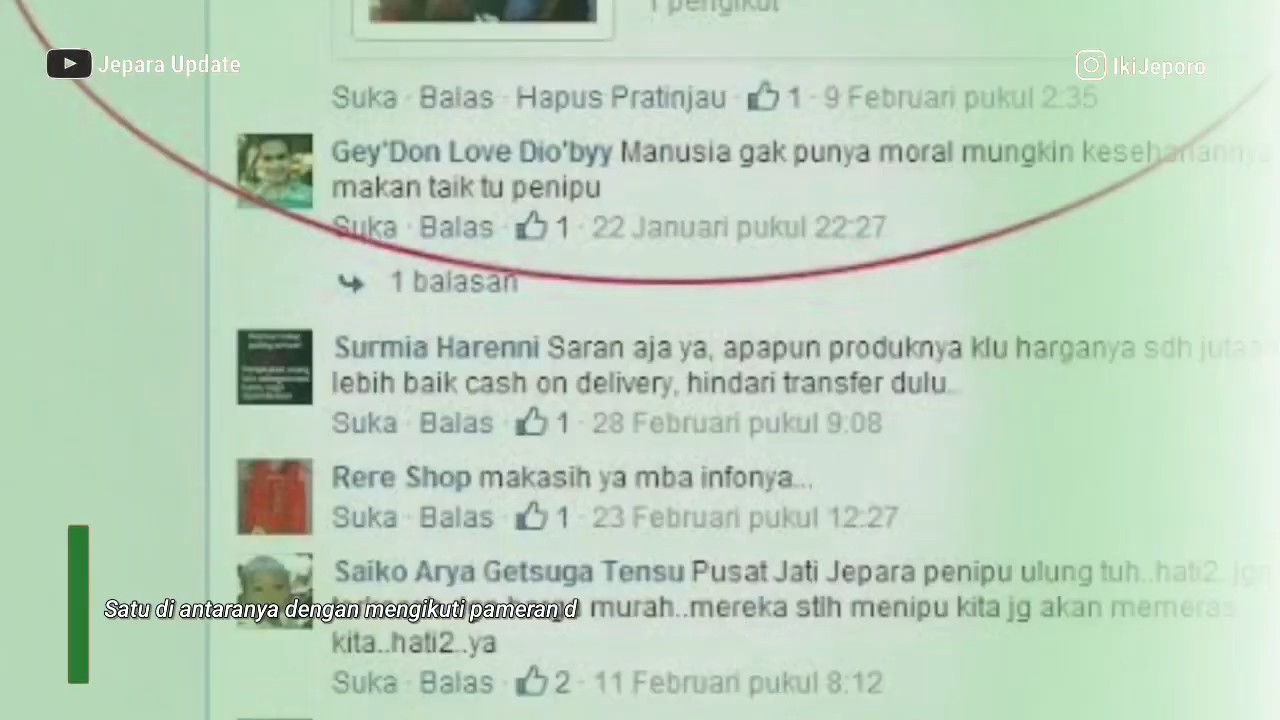 1 pengikut
Jepara Update
IkiJeporo
Suka · Balas · Hapus Pratinjau · 1 · 9 Februari pukul 2:35
Gey'Don Love Dio'byy Manusia gak punya moral mungkin kesehariannya
makan taik tu penipu
Suka · Balas · 1 · 22 Januari pukul 22:27
1 balasan
Surmia Harenni Saran aja ya, apapun produknya klu harganya sdh jutaan
lebih baik cash on delivery, hindari transfer dulu..
Suka · Balas · 1 · 28 Februari pukul 9:08
Rere Shop makasih ya mba infonya...
Suka · Balas · 1 · 23 Februari pukul 12:27
Saiko Arya Getsuga Tensu Pusat Jati Jepara penipu ulung tuh..hati2. jgn
murah..mereka stlh menipu kita jg akan memeras
Satu di antaranya dengan mengikuti pameran d
kita..hati2..ya
Suka · Balas · 2 · 11 Februari pukul 8:12